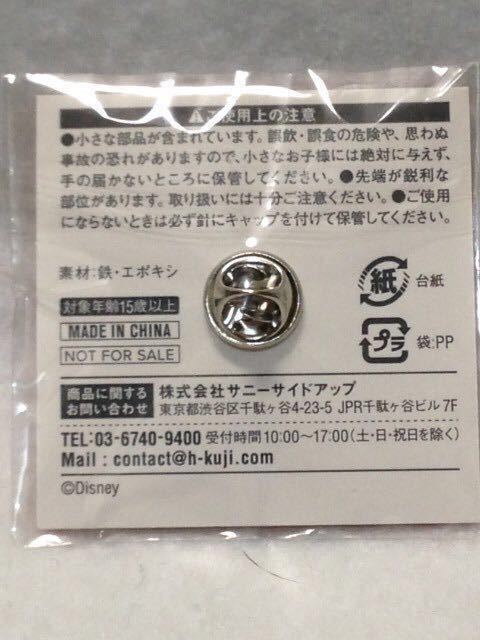 ご使用上の注意
●小さな部品が含まれています。誤飲・誤食の危険や、思わぬ
事故の恐れがありますので、小さなお子様には絶対に与えず、
手の届かないところに保管してください。●先端が鋭利な
部位があります。取り扱いには十分ご注意ください。●ご使用
にならないときは必ず針にキャップを付けて保管してください。
素材:鉄・エポキシ
対象年齢15歳以上
MADE IN CHINA
NOT FOR SALE
紙 台紙
プラ 袋:PP
商品に関する
お問い合わせ
株式会社サニーサイドアップ
東京都渋谷区千駄ヶ谷4-23-5 JPR千駄ヶ谷ビル 7F
TEL:03-6740-9400 受付時間 10:00〜17:00(土・日・祝日を除く)
Mail : contact@h-kuji.com
©Disney